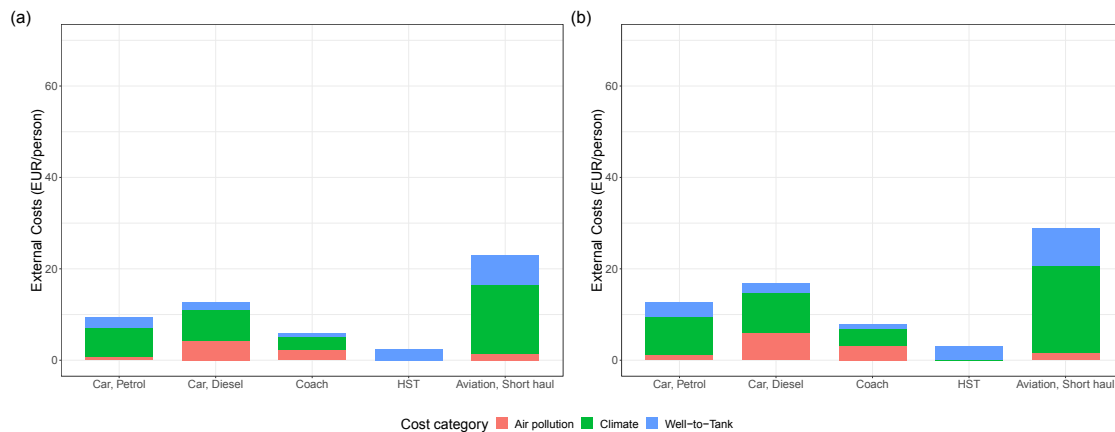 (a)
External Costs (EUR/person)
60
40
20
0
Car, Petrol
Car, Diesel
Coach
HST
Aviation, Short haul
(b)
External Costs (EUR/person)
60
40
20
0
Car, Petrol
Car, Diesel
Coach
HST
Aviation, Short haul
Cost category Air pollution Climate Well−to−Tank